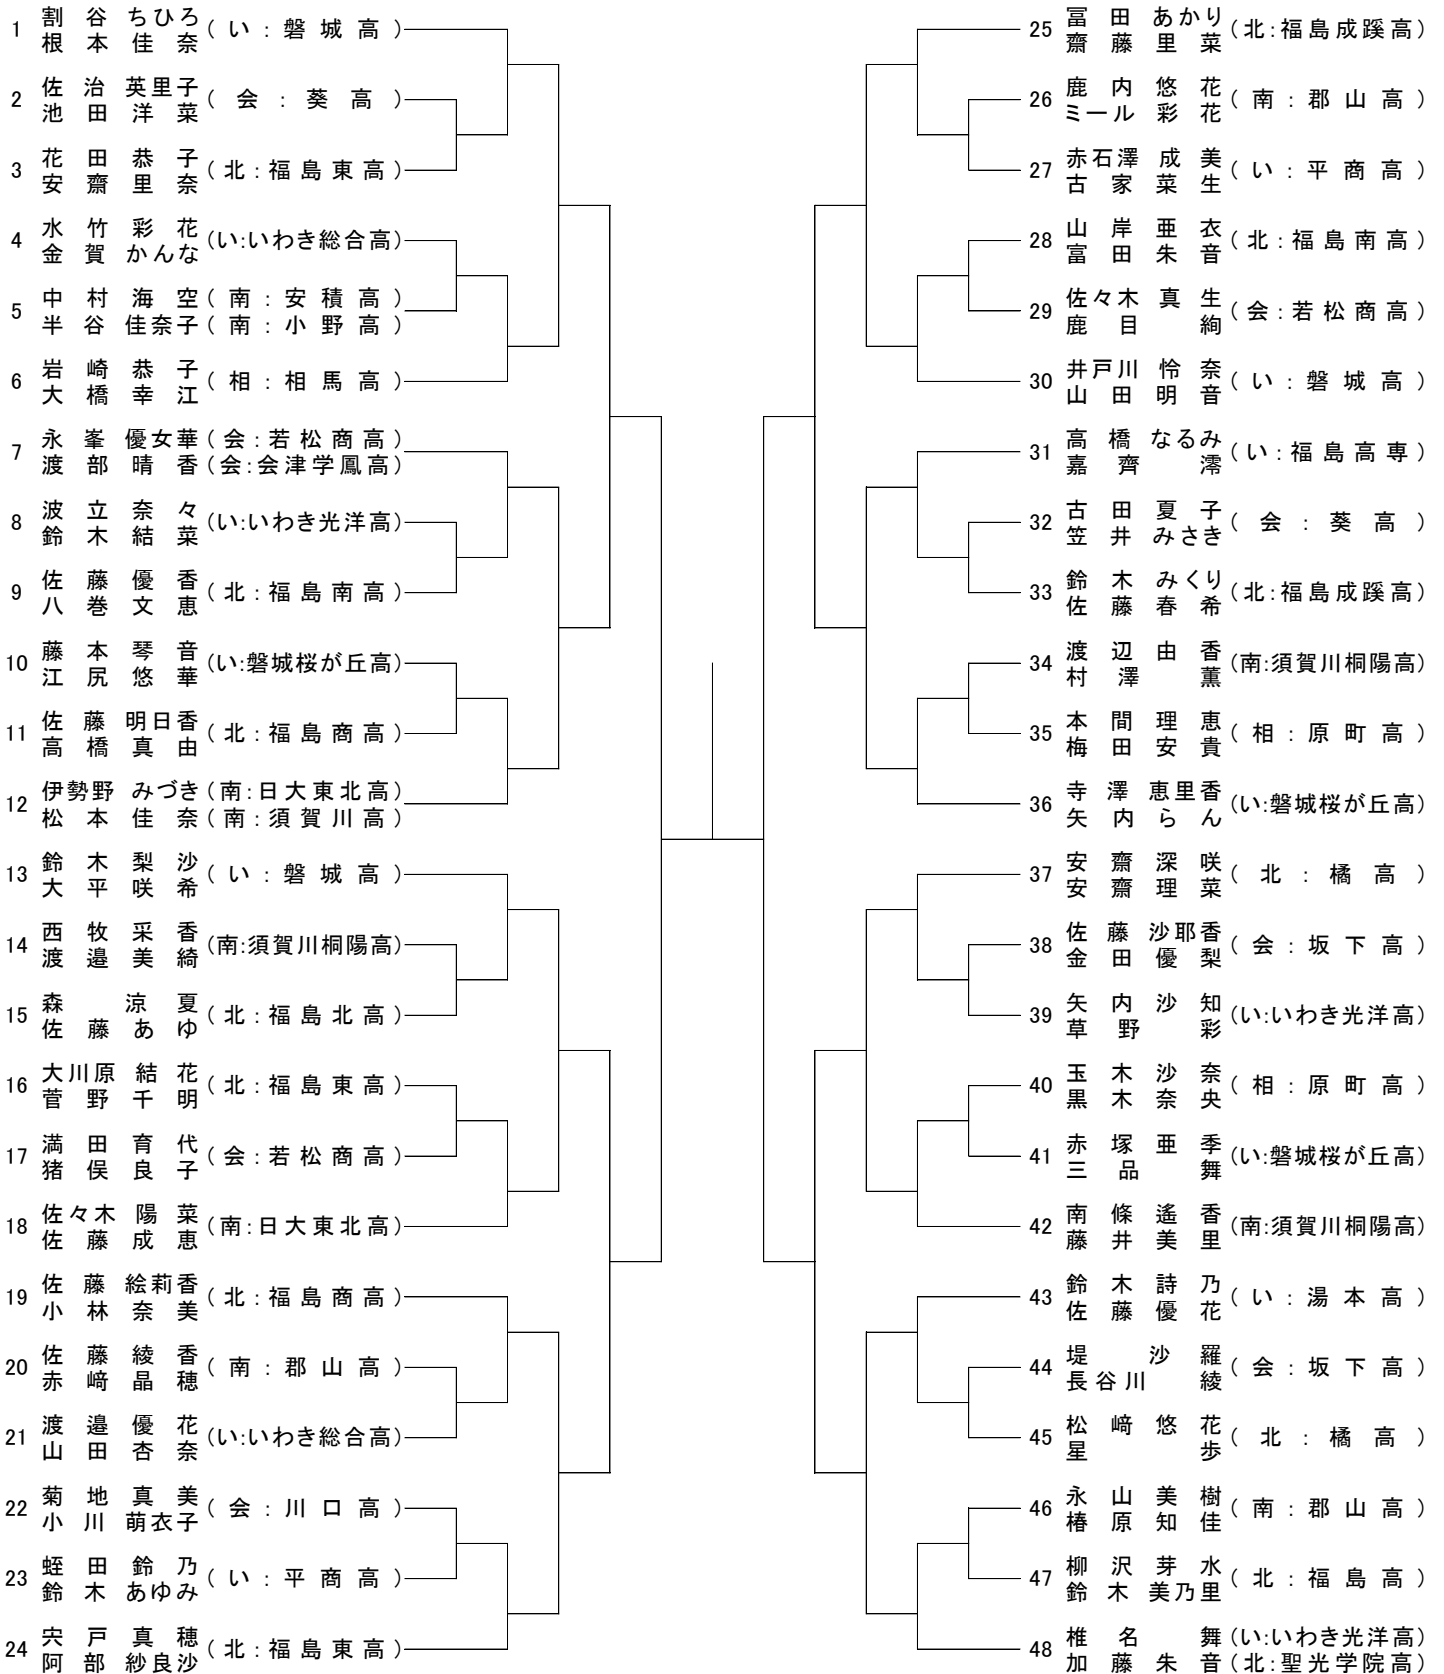 1 割谷 ちひろ (い:磐城高)
根本 佳奈
2 佐治 英里子 (会:葵高)
池田 洋菜
3 花田 恭子 (北:福島東高)
安齋 里奈
4 水竹 彩花 (い:いわき総合高)
金賀 かんな
5 中村 海空 (南:安積高)
半谷 佳奈子 (南:小野高)
6 岩崎 恭子 (相:相馬高)
大橋 幸江
7 永峯 優女華 (会:若松商高)
渡部 晴香 (会:会津学鳳高)
8 波立 奈々 (い:いわき光洋高)
鈴木 結菜
9 佐藤 優香 (北:福島南高)
八巻 文恵
10 藤本 琴音 (い:磐城桜が丘高)
江尻 悠華
11 佐藤 明日香 (北:福島商高)
高橋 真由
12 伊勢野 みづき (南:日大東北高)
松本 佳奈 (南:須賀川高)
13 鈴木 梨沙 (い:磐城高)
大平 咲希
14 西牧 采香 (南:須賀川桐陽高)
渡邉 美綺
15 森 涼夏 (北:福島北高)
佐藤 あゆ
16 大川原 結花 (北:福島東高)
菅野 千明
17 満田 育代 (会:若松商高)
猪俣 良子
18 佐々木 陽菜 (南:日大東北高)
佐藤 成恵
19 佐藤 絵莉香 (北:福島商高)
小林 奈美
20 佐藤 綾香 (南:郡山高)
赤﨑 晶穂
21 渡邉 優花 (い:いわき総合高)
山田 杏奈
22 菊地 真美 (会:川口高)
小川 萌衣子
23 蛭田 鈴乃 (い:平商高)
鈴木 あゆみ
24 宍戸 真穂 (北:福島東高)
阿部 紗良沙
25 冨田 あかり (北:福島成蹊高)
齋藤 里菜
26 鹿内 悠花 (南:郡山高)
ミール 彩花
27 赤石澤 成美 (い:平商高)
古家 菜生
28 山岸 亜衣 (北:福島南高)
富田 朱音
29 佐々木 真生 (会:若松商高)
鹿目 絢
30 井戸川 怜奈 (い:磐城高)
山田 明音
31 高橋 なるみ (い:福島高専)
嘉齊 澪
32 古田 夏子 (会:葵高)
笠井 みさき
33 鈴木 みくり (北:福島成蹊高)
佐藤 春希
34 渡辺 由香 (南:須賀川桐陽高)
村澤 薫
35 本間 理恵 (相:原町高)
梅田 安貴
36 寺澤 恵里香 (い:磐城桜が丘高)
矢内 らん
37 安齋 深咲 (北:橘高)
安齋 理菜
38 佐藤 沙耶香 (会:坂下高)
金田 優梨
39 矢内 沙知 (い:いわき光洋高)
草野 彩
40 玉木 沙奈 (相:原町高)
黒木 奈央
41 赤塚 亜季 (い:磐城桜が丘高)
三品 舞
42 南條 遙香 (南:須賀川桐陽高)
藤井 美里
43 鈴木 詩乃 (い:湯本高)
佐藤 優花
44 堤 沙羅 (会:坂下高)
長谷川 綾
45 松﨑 悠花 (北:橘高)
星 歩
46 永山 美樹 (南:郡山高)
椿原 知佳
47 柳沢 芽水 (北:福島高)
鈴木 美乃里
48 椎名 舞 (い:いわき光洋高)
加藤 朱音 (北:聖光学院高)